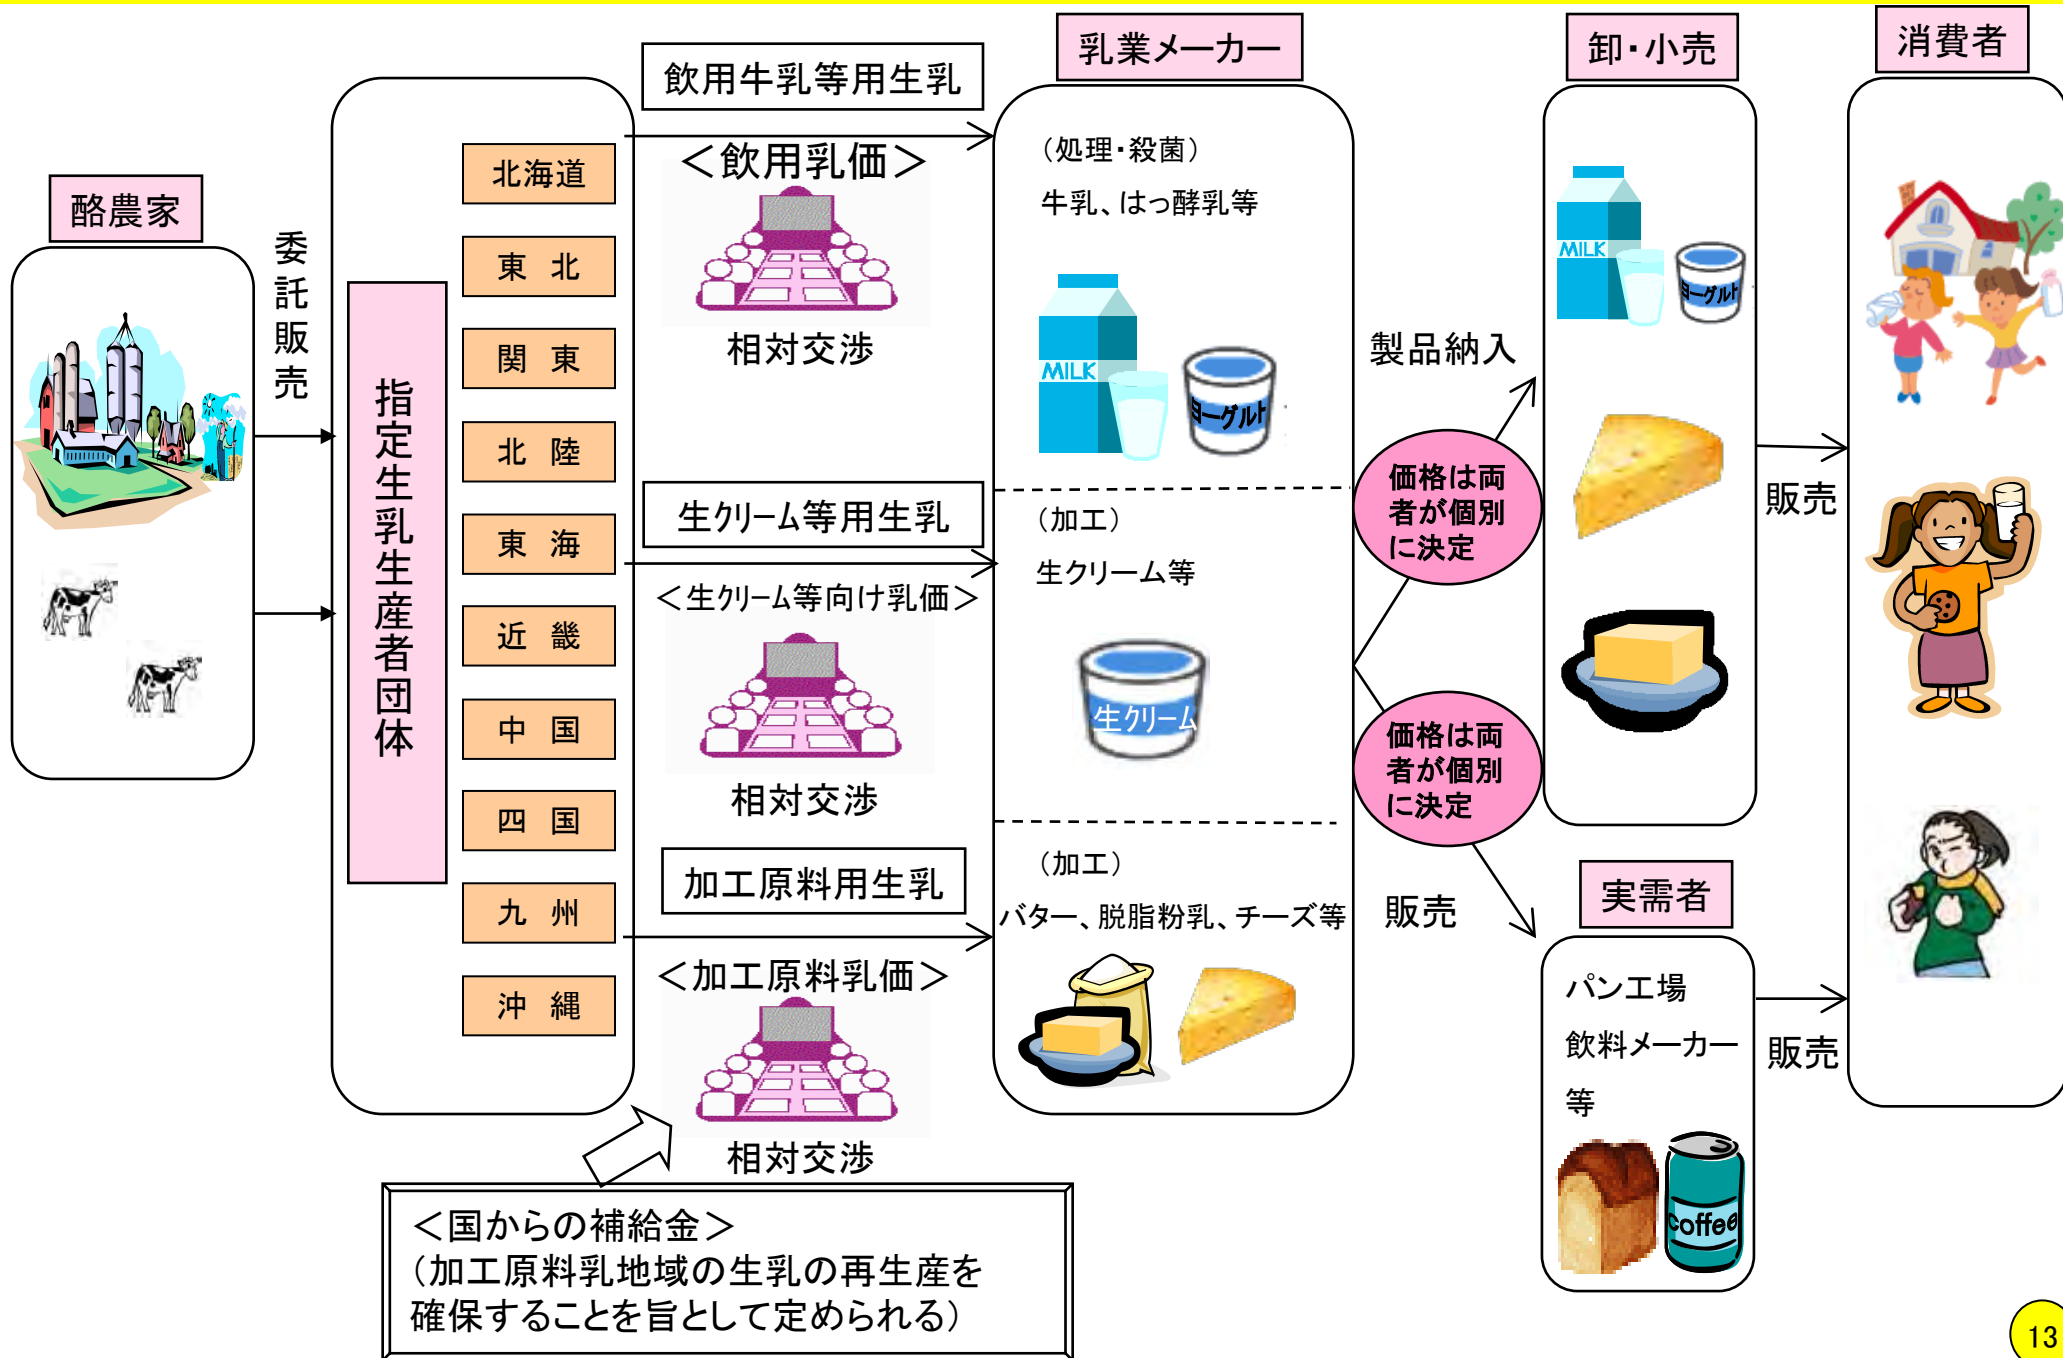 酪農家
委託販売
指定生乳生産者団体
北海道
東 北
関 東
北 陸
東 海
近 畿
中 国
四 国
九 州
沖 縄
飲用牛乳等用生乳
＜飲用乳価＞
相対交渉
生クリーム等用生乳
＜生クリーム等向け乳価＞
相対交渉
加工原料用生乳
＜加工原料乳価＞
相対交渉
＜国からの補給金＞
（加工原料乳地域の生乳の再生産を
確保することを旨として定められる）
乳業メーカー
（処理・殺菌）
牛乳、はっ酵乳等
MILK
ヨーグルト
（加工）
生クリーム等
生クリーム
（加工）
バター、脱脂粉乳、チーズ等
製品納入
価格は両
者が個別
に決定
価格は両
者が個別
に決定
販売
卸・小売
MILK
ヨーグルト
実需者
パン工場
飲料メーカー
等
Coffee
販売
販売
消費者
13